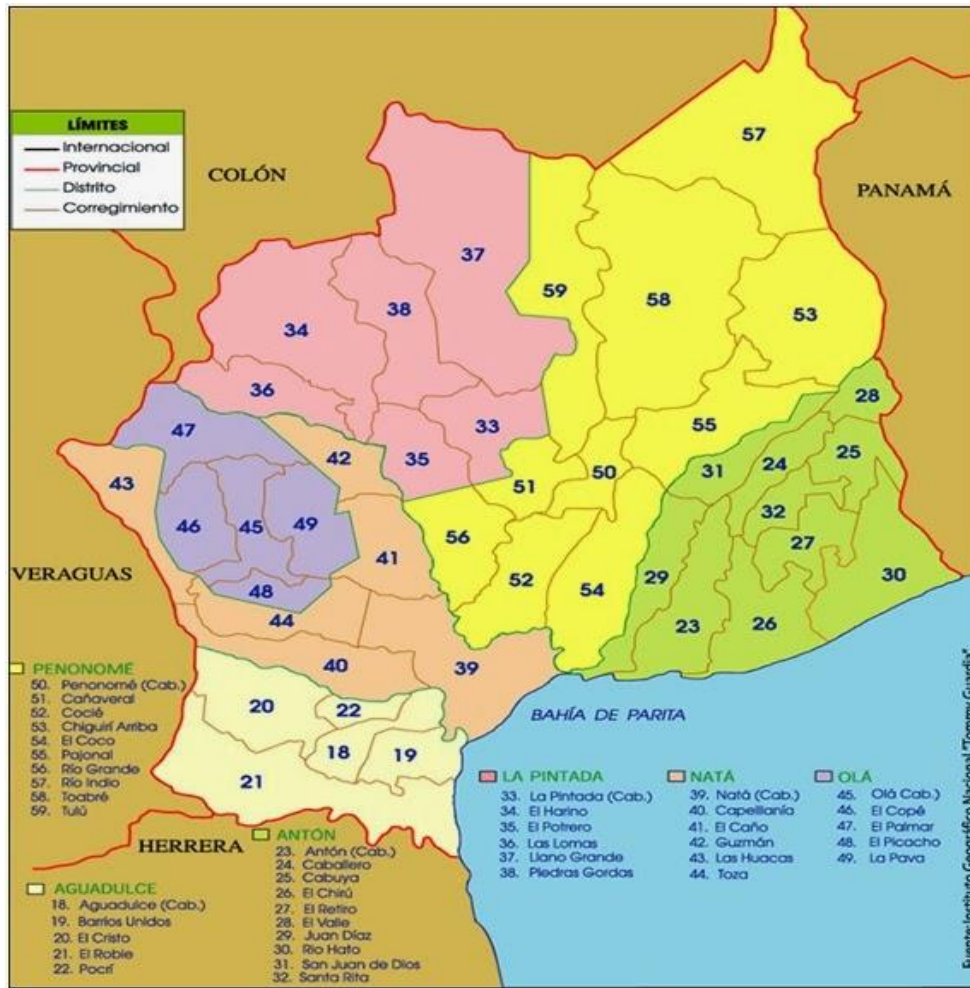 LÍMITES
Internacional
Provincial
Distrito
Corregimiento
COLÓN
PANAMÁ
VERAGUAS
HERRERA
BAHÍA DE PARITA
57
37
59
58
38
53
34
36
28
33
55
47
42
35
50
25
31
24
51
43
32
46
45
49
56
27
41
52
54
29
30
48
44
23
26
40
39
20
22
18
19
21
PENONOMÉ
50. Penonomé (Cab.)
51. Cañaveral
52. Coclé
53. Chiguirí Arriba
54. El Coco
55. Pajonal
56. Río Grande
57. Río Indio
58. Toabré
59. Tulú
AGUADULCE
18. Aguadulce (Cab.)
19. Barrios Unidos
20. El Cristo
21. El Roble
22. Pocrí
ANTÓN
23. Antón (Cab.)
24. Caballero
25. Cabuya
26. El Chirú
27. El Retiro
28. El Valle
29. Juan Díaz
30. Río Hato
31. San Juan de Dios
32. Santa Rita
LA PINTADA
33. La Pintada (Cab.)
34. El Harino
35. El Potrero
36. Las Lomas
37. Llano Grande
38. Piedras Gordas
NATÁ
39. Natá (Cab.)
40. Capellanía
41. El Caño
42. Guzmán
43. Las Huacas
44. Toza
OLÁ
45. Olá Cab.)
46. El Copé
47. El Palmar
48. El Picacho
49. La Pava
Fuente: Instituto Geográfico Nacional "Tommy Guardia"